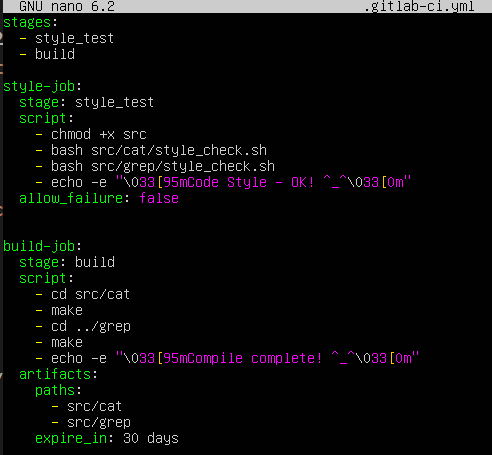 GNU nano 6.2 .gitlab-ci.yml
stages:
  - style_test
  - build
style-job:
  stage: style_test
  script:
    - chmod +x src
    - bash src/cat/style_check.sh
    - bash src/grep/style_check.sh
    - echo -e "\033[95mCode Style - OK! ^_^\033[0m"
  allow_failure: false
build-job:
  stage: build
  script:
    - cd src/cat
    - make
    - cd ../grep
    - make
    - echo -e "\033[95mCompile complete! ^_^\033[0m"
  artifacts:
    paths:
      - src/cat
      - src/grep
    expire_in: 30 days